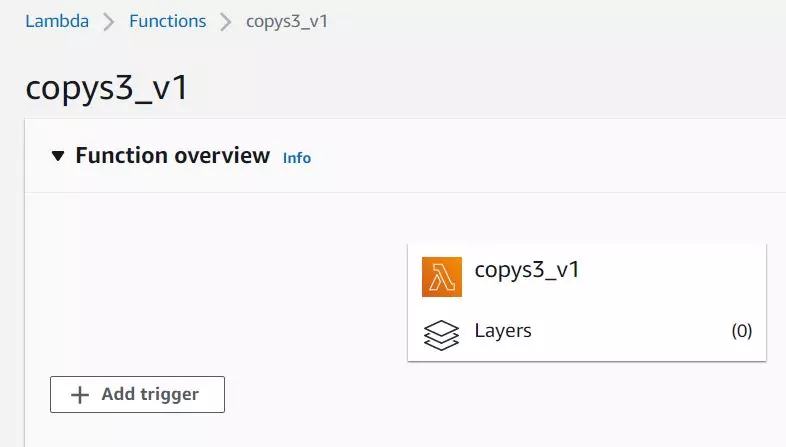 Lambda > Functions > copys3_v1
copys3_v1
Function overview Info
copys3_v1
Layers (0)
+ Add trigger